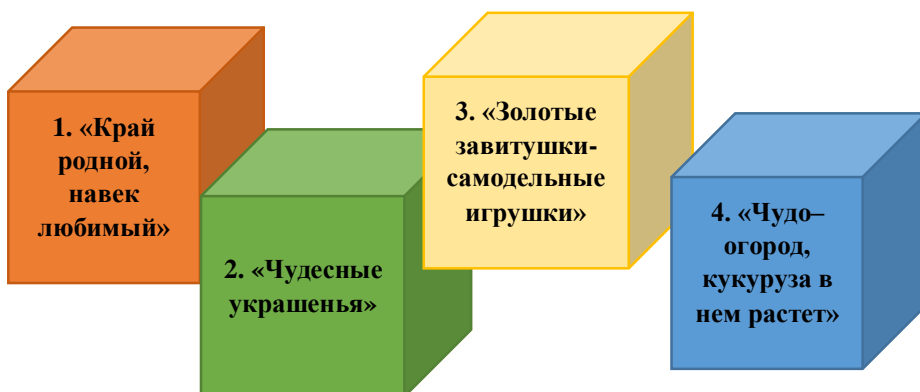 1. «Край
родной,
навек
любимый»
2. «Чудесные
украшенья»
3. «Золотые
завитушки-
самодельные
игрушки»
4. «Чудо–
огород,
кукуруза в
нем растет»